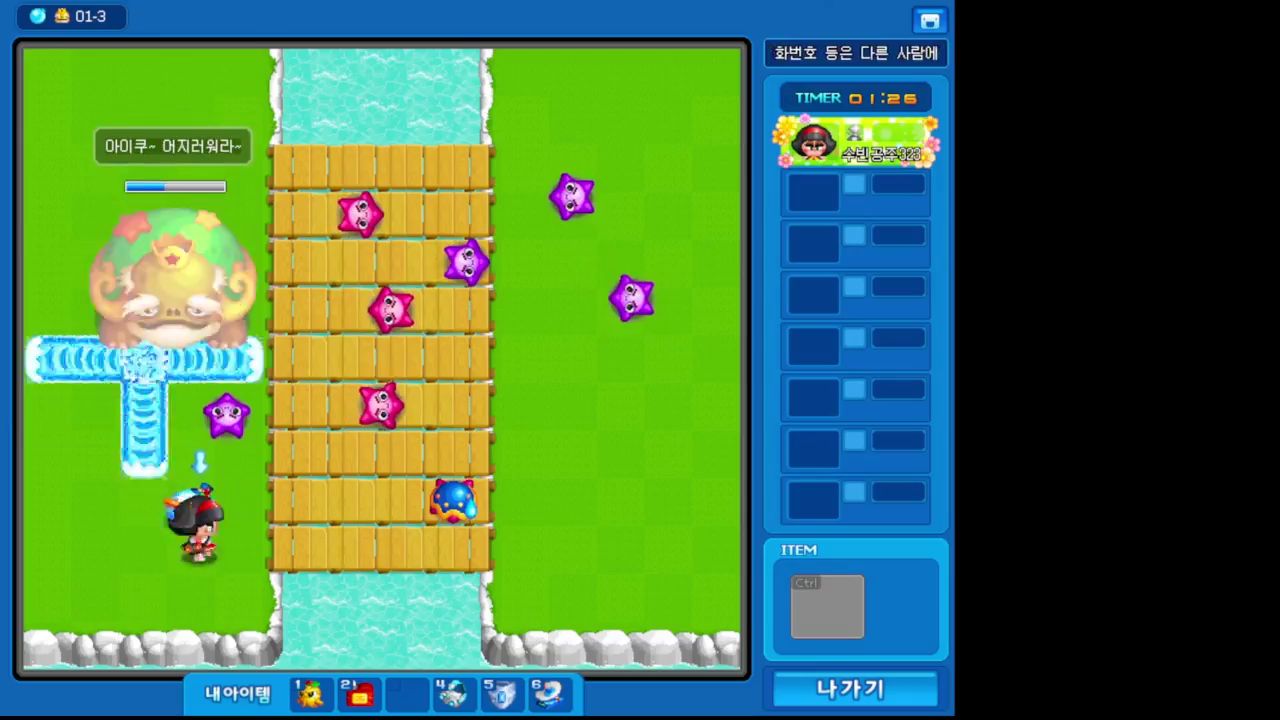 01-3
화번호 등은 다른 사람에
TIMER 01:26
수빈공주323
아이쿠~ 어지러워라~
ITEM
Ctrl
내아이템
1
2
4
5
6
나가기